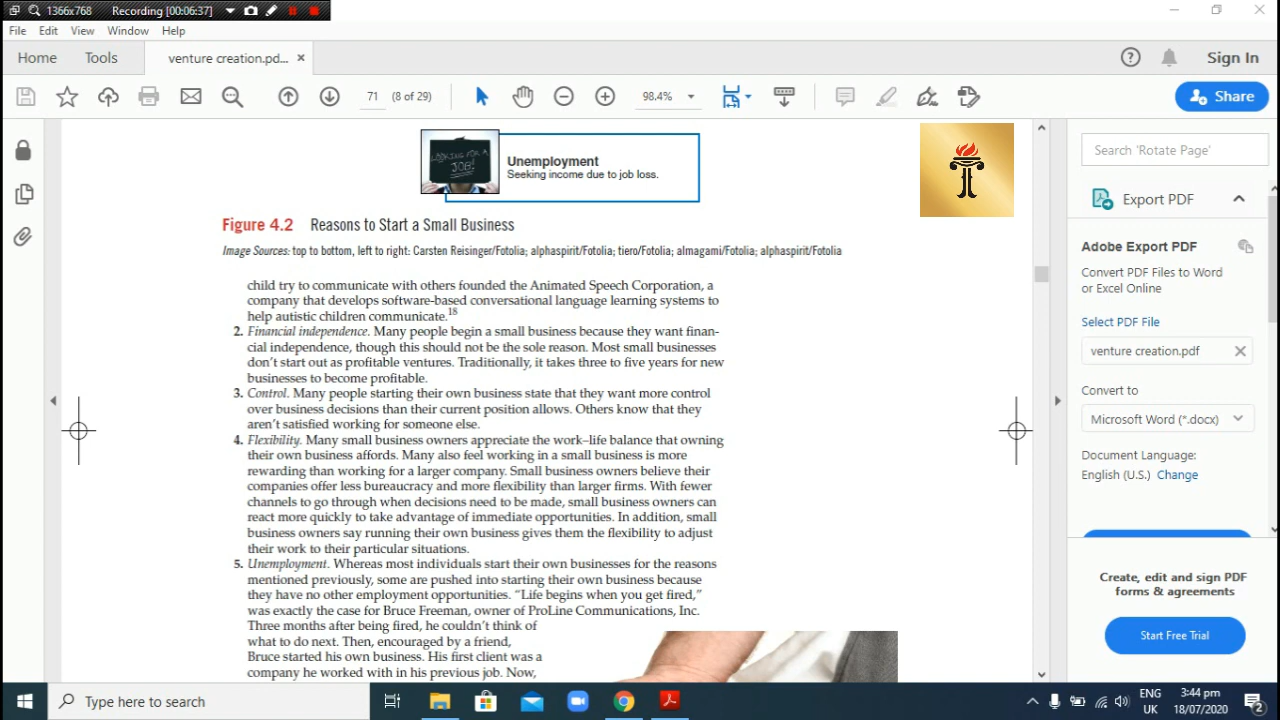 1366x768 Recording [00:06:37]
File Edit View Window Help
Home Tools venture creation.pd... × Sign In
71 (8 of 29) 98.4% Share
LOOKING FOR A JOB!
Unemployment
Seeking income due to job loss.
Figure 4.2 Reasons to Start a Small Business
Image Sources: top to bottom, left to right: Carsten Reisinger/Fotolia; alphaspirit/Fotolia; tiero/Fotolia; almagami/Fotolia; alphaspirit/Fotolia
child try to communicate with others founded the Animated Speech Corporation, a
company that develops software-based conversational language learning systems to
help autistic children communicate.18
2. Financial independence. Many people begin a small business because they want finan-
cial independence, though this should not be the sole reason. Most small businesses
don't start out as profitable ventures. Traditionally, it takes three to five years for new
businesses to become profitable.
3. Control. Many people starting their own business state that they want more control
over business decisions than their current position allows. Others know that they
aren't satisfied working for someone else.
4. Flexibility. Many small business owners appreciate the work–life balance that owning
their own business affords. Many also feel working in a small business is more
rewarding than working for a larger company. Small business owners believe their
companies offer less bureaucracy and more flexibility than larger firms. With fewer
channels to go through when decisions need to be made, small business owners can
react more quickly to take advantage of immediate opportunities. In addition, small
business owners say running their own business gives them the flexibility to adjust
their work to their particular situations.
5. Unemployment. Whereas most individuals start their own businesses for the reasons
mentioned previously, some are pushed into starting their own business because
they have no other employment opportunities. "Life begins when you get fired,"
was exactly the case for Bruce Freeman, owner of ProLine Communications, Inc.
Three months after being fired, he couldn't think of
what to do next. Then, encouraged by a friend,
Bruce started his own business. His first client was a
company he worked with in his previous job. Now,
Search 'Rotate Page'
Export PDF
Adobe Export PDF
Convert PDF Files to Word
or Excel Online
Select PDF File
venture creation.pdf ×
Convert to
Microsoft Word (*.docx)
Document Language:
English (U.S.) Change
Create, edit and sign PDF
forms & agreements
Start Free Trial
Type here to search
ENG
UK
3:44 pm
18/07/2020
2